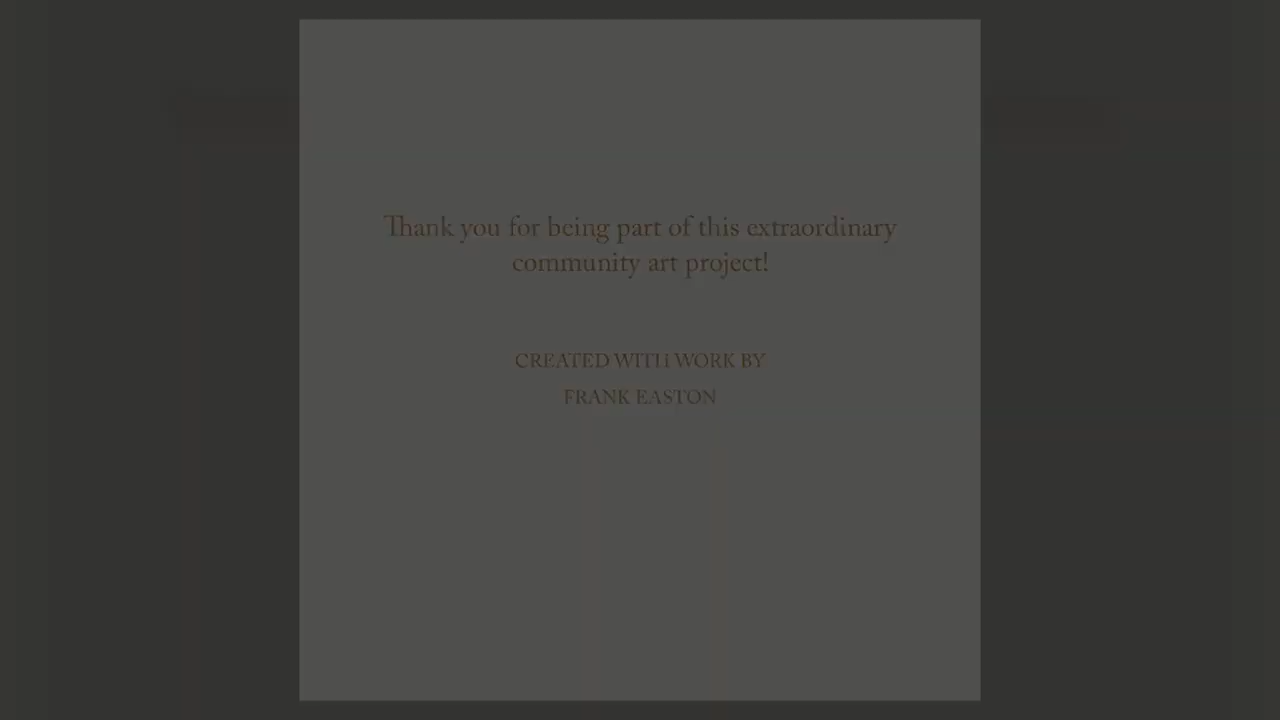 Thank you for being part of this extraordinary
community art project!
CREATED WITH WORK BY
FRANK EASTON